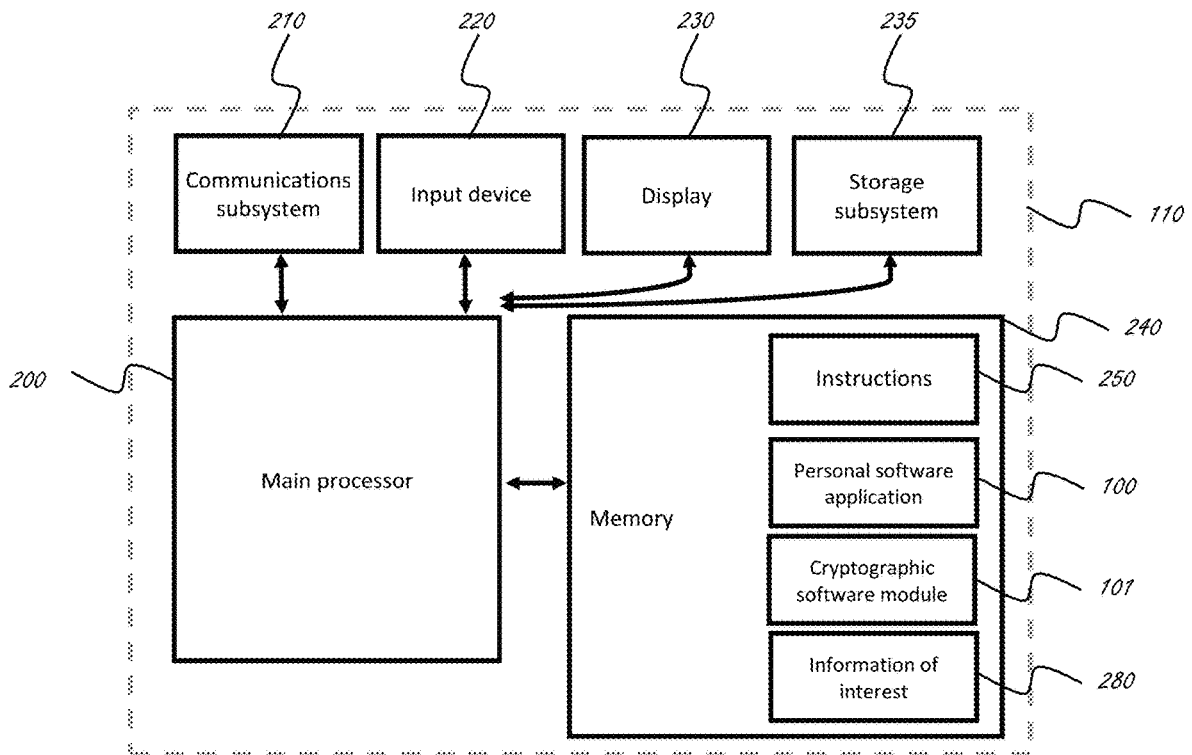 210
220
230
235
Communications
subsystem
Input device
Display
Storage
subsystem
110
240
200
Instructions
250
Main processor
Personal software
application
100
Memory
Cryptographic
software module
101
Information of
interest
280